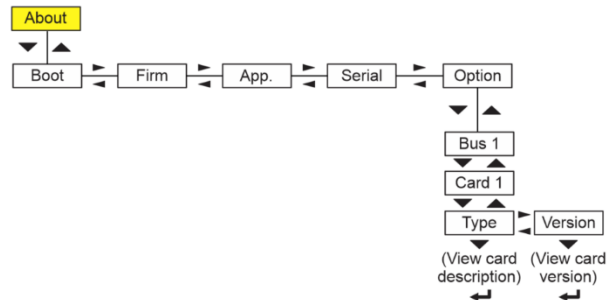 About
Boot Firm App. Serial Option
Bus 1
Card 1
Type Version
(View card (View card
description) version)